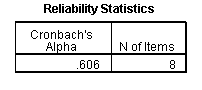 Reliability Statistics
Cronbach's
Alpha N of Items
.606 8